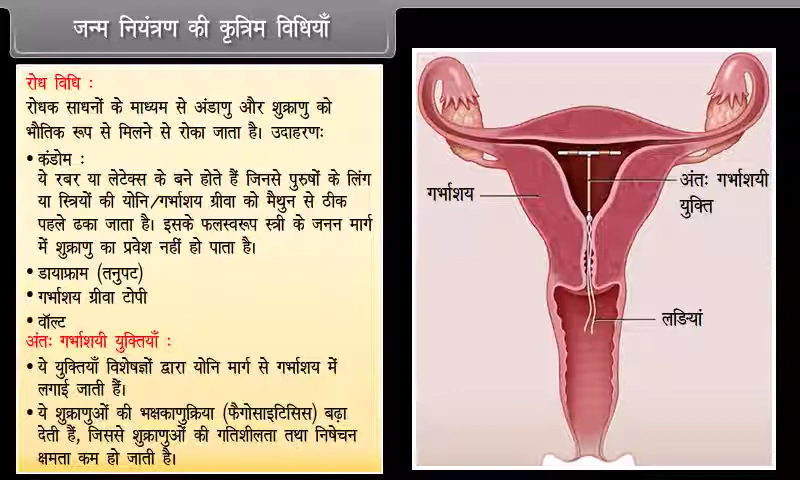 जन्म नियंत्रण की कृत्रिम विधियाँ
रोध विधि :
रोधक साधनों के माध्यम से अंडाणु और शुक्राणु को
भौतिक रूप से मिलने से रोका जाता है। उदाहरणः
• कंडोम :
ये रबर या लेटेक्स के बने होते हैं जिनसे पुरुषों के लिंग
या स्त्रियों की योनि/गर्भाशय ग्रीवा को मैथुन से ठीक
पहले ढका जाता है। इसके फलस्वरूप स्त्री के जनन मार्ग
में शुक्राणु का प्रवेश नहीं हो पाता है।
• डायाफ्राम (तनुपट)
• गर्भाशय ग्रीवा टोपी
• वॉल्ट
अंतः गर्भाशयी युक्तियाँ :
• ये युक्तियाँ विशेषज्ञों द्वारा योनि मार्ग से गर्भाशय में
लगाई जाती हैं।
• ये शुक्राणुओं की भक्षकाणुक्रिया (फैगोसाइटिसिस) बढ़ा
देती हैं, जिससे शुक्राणुओं की गतिशीलता तथा निषेचन
क्षमता कम हो जाती है।
गर्भाशय
अंतः गर्भाशयी
युक्ति
लङियां